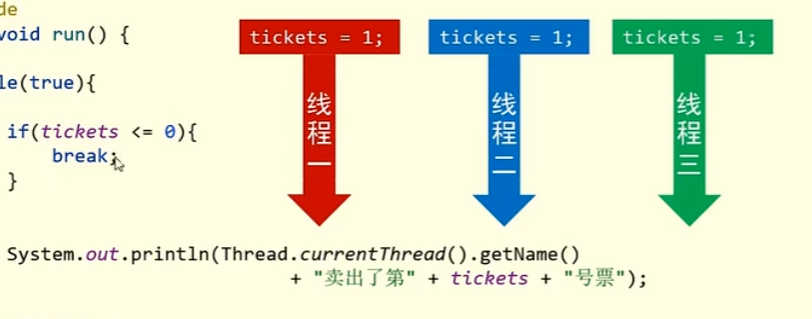 de
void run() {
tickets = 1;
tickets = 1;
tickets = 1;
le(true){
线程一
线程二
线程三
if(tickets <= 0){
break;
}
System.out.println(Thread.currentThread().getName()
+ "卖出了第" + tickets + "号票");